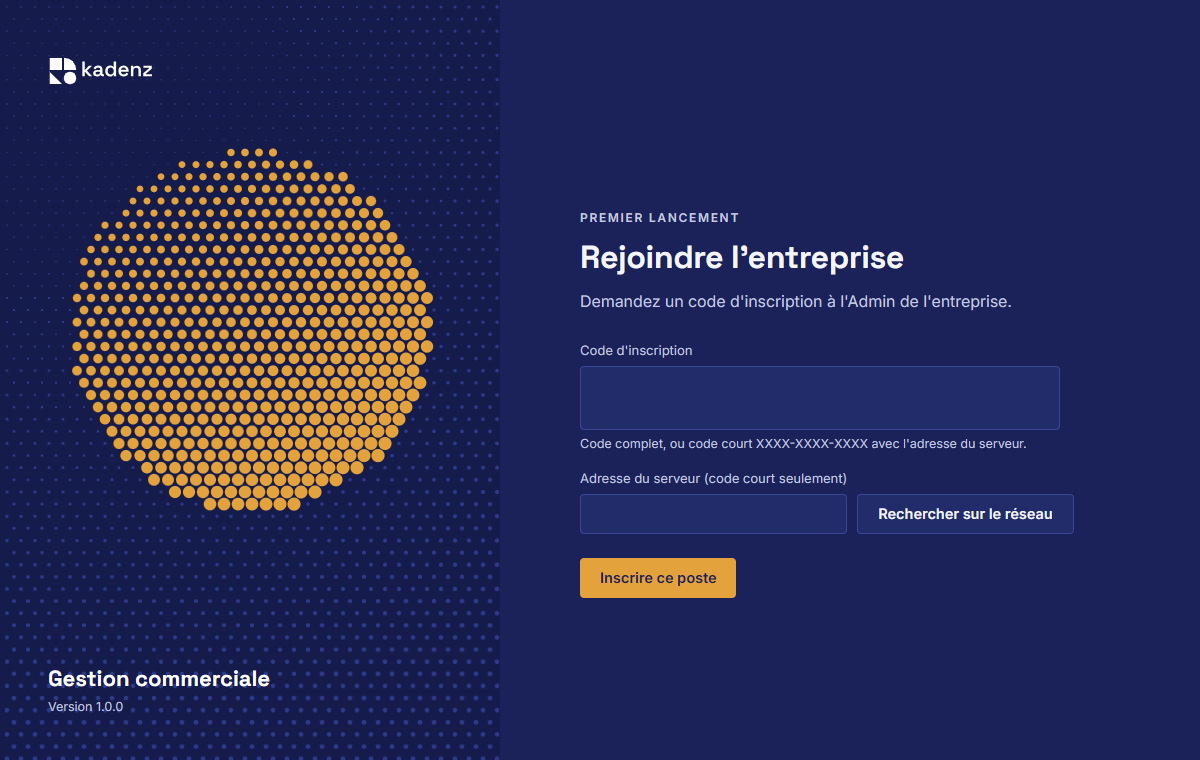 kadenz
Gestion commerciale
Version 1.0.0
PREMIER LANCEMENT
Rejoindre l’entreprise
Demandez un code d'inscription à l'Admin de l'entreprise.
Code d'inscription
Code complet, ou code court XXXX-XXXX-XXXX avec l'adresse du serveur.
Adresse du serveur (code court seulement)
Rechercher sur le réseau
Inscrire ce poste